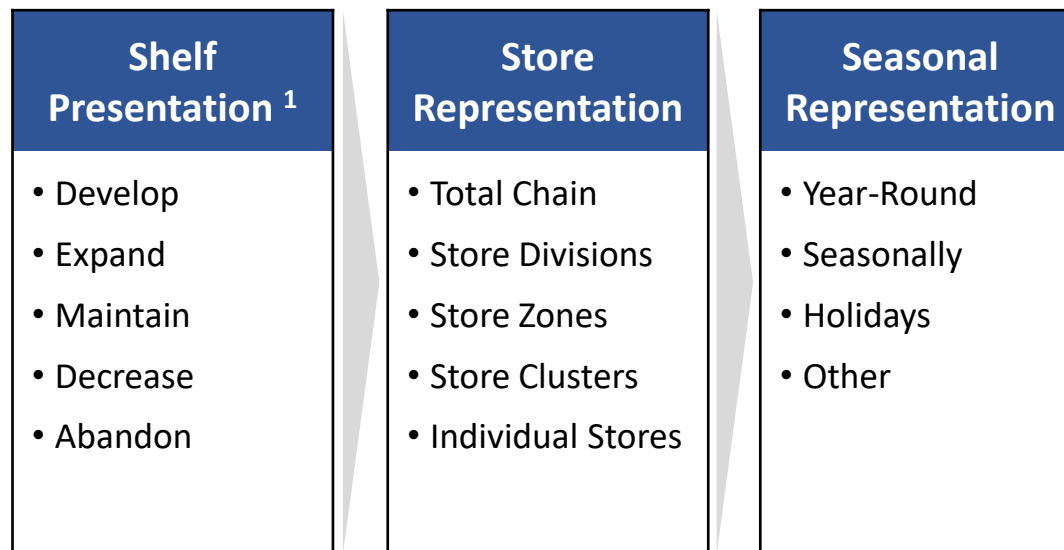 Shelf
Presentation ¹
• Develop
• Expand
• Maintain
• Decrease
• Abandon
Store
Representation
• Total Chain
• Store Divisions
• Store Zones
• Store Clusters
• Individual Stores
Seasonal
Representation
• Year-Round
• Seasonally
• Holidays
• Other